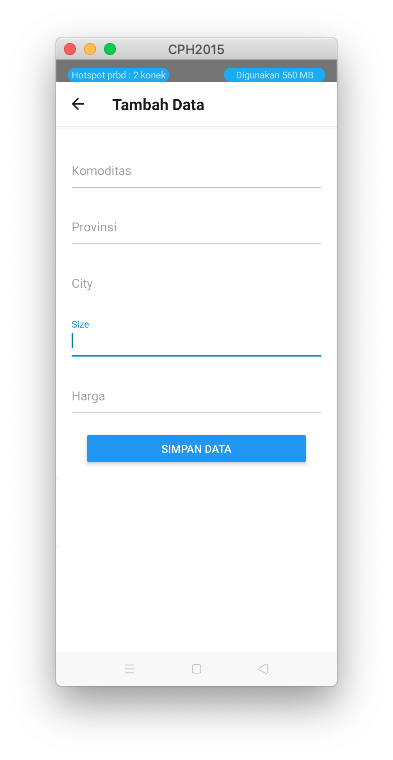 CPH2015
Hotspot prbd : 2 konek
Digunakan 560 MB
Tambah Data
Komoditas
Provinsi
City
Size
Harga
SIMPAN DATA